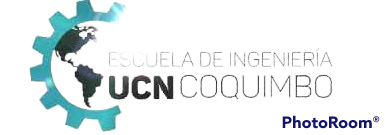 ESCUELA DE INGENIERÍA
UCN COQUIMBO
PhotoRoom®